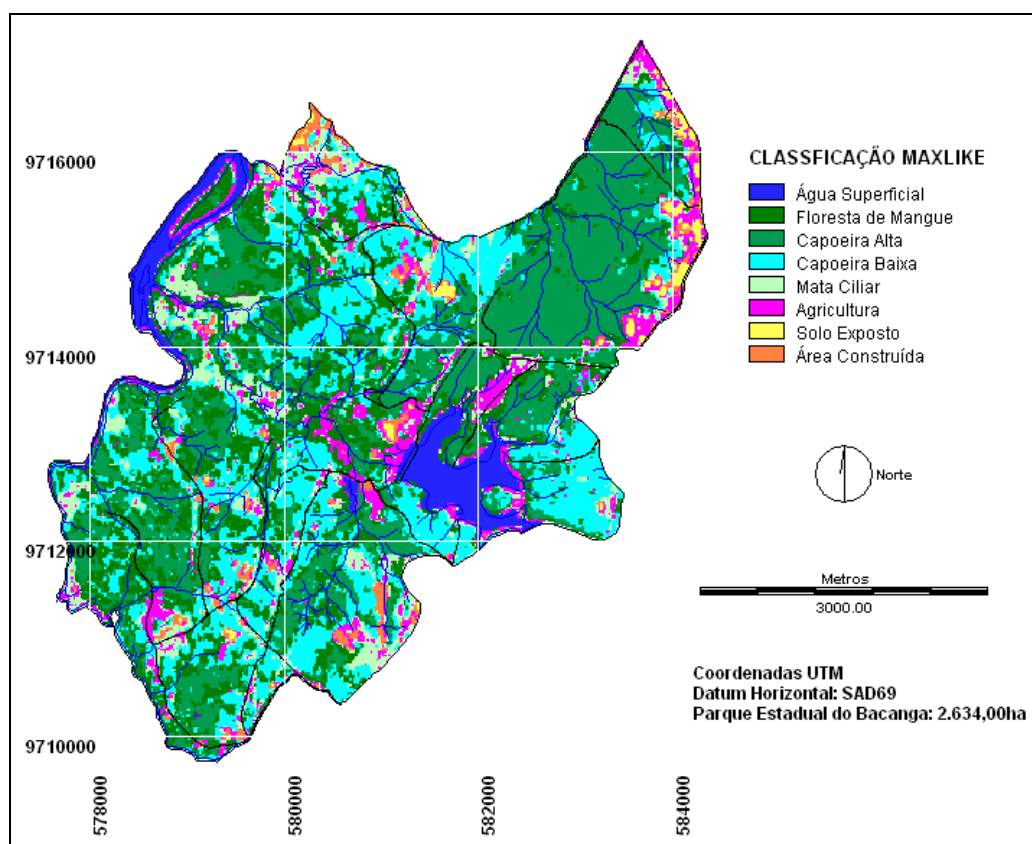 9716000
9714000
9712000
9710000
578000
580000
582000
584000
CLASSFICAÇÃO MAXLIKE
Água Superficial
Floresta de Mangue
Capoeira Alta
Capoeira Baixa
Mata Ciliar
Agricultura
Solo Exposto
Área Construída
Norte
Metros
3000.00
Coordenadas UTM
Datum Horizontal: SAD69
Parque Estadual do Bacanga: 2.634,00ha